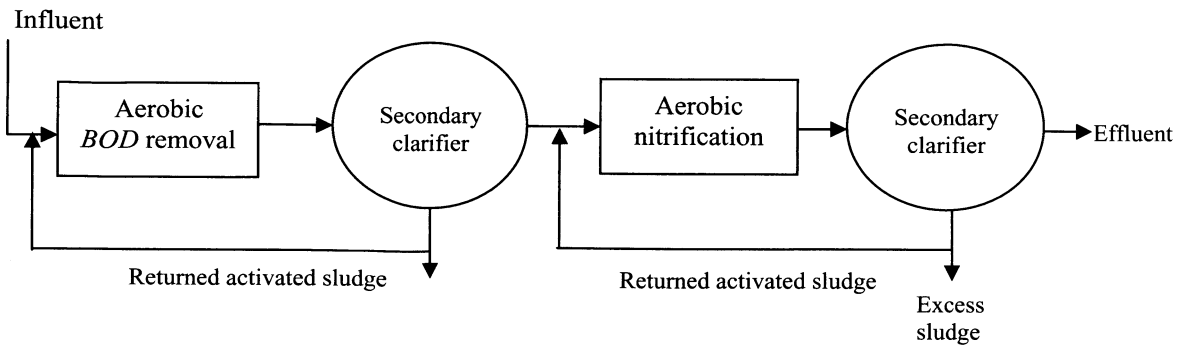 Influent
Aerobic
BOD removal
Secondary
clarifier
Aerobic
nitrification
Secondary
clarifier
Effluent
Returned activated sludge
Returned activated sludge
Excess
sludge